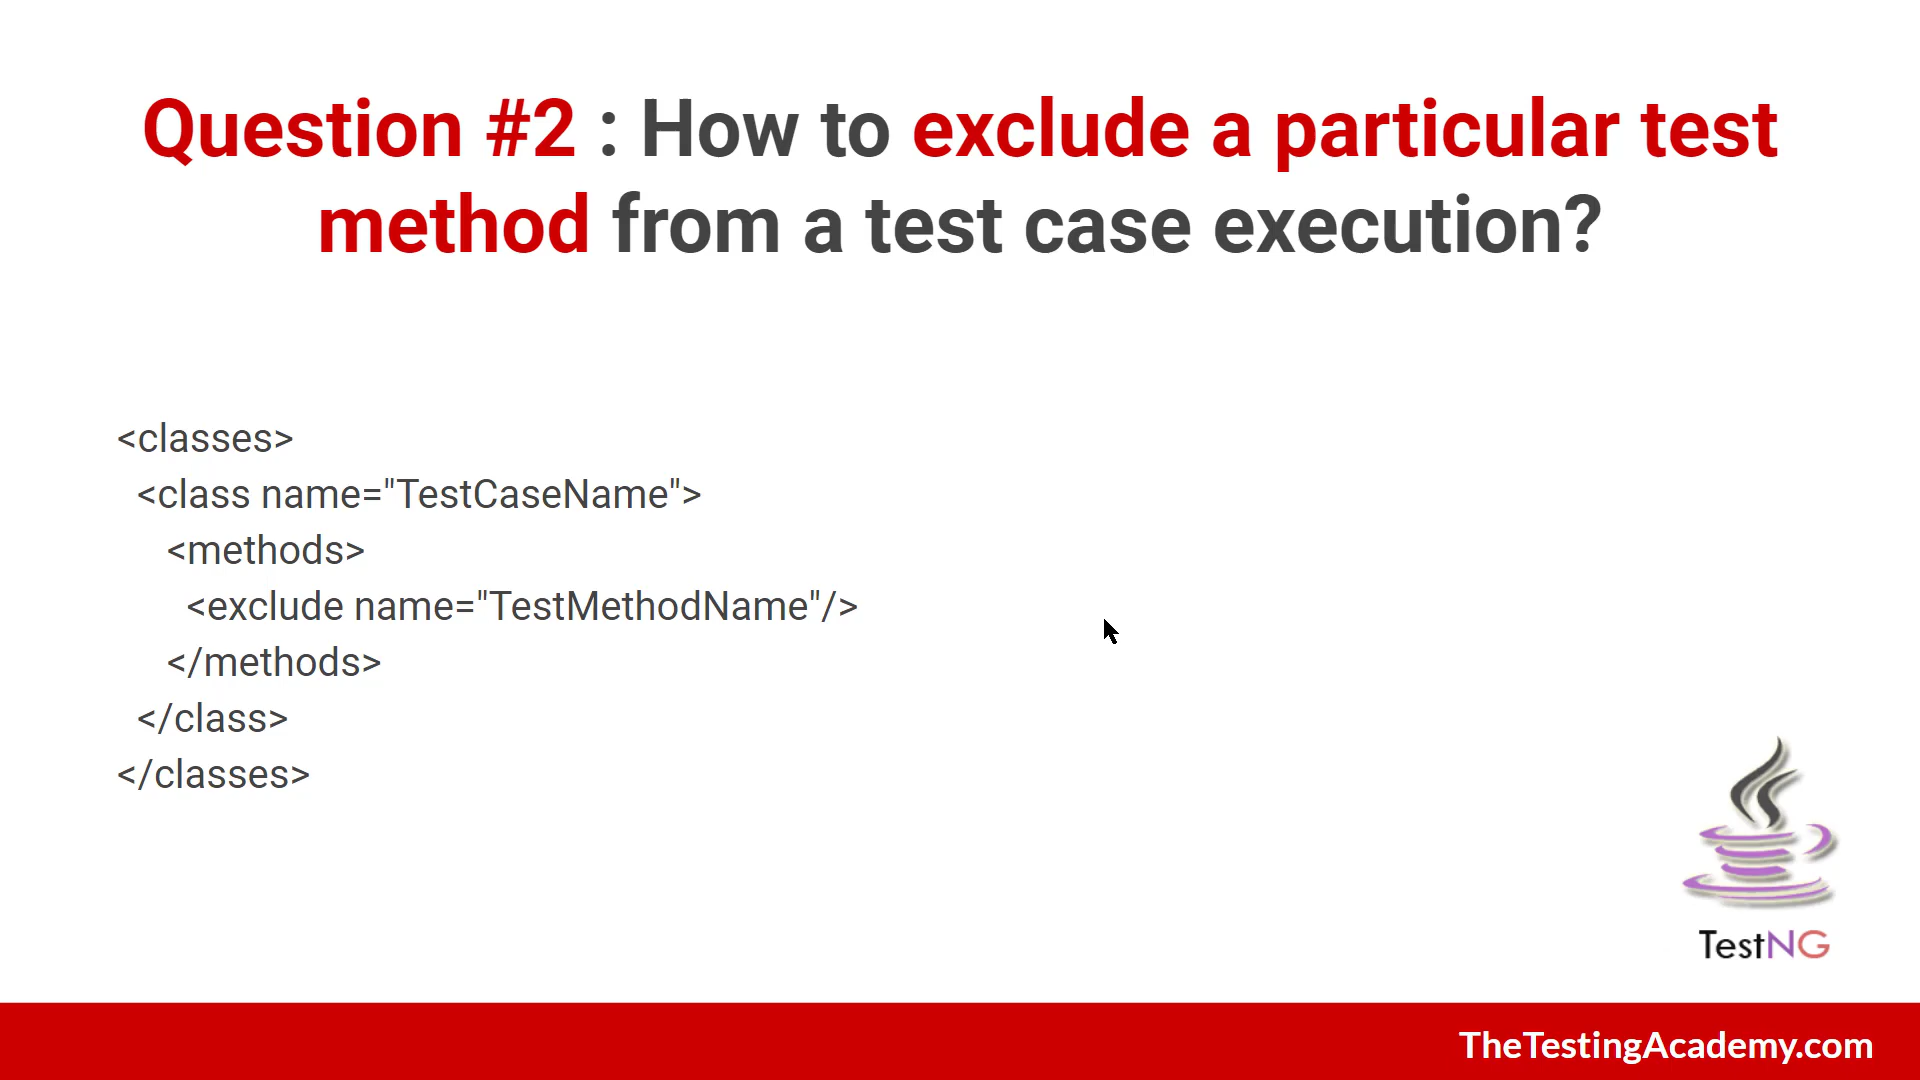 Question #2 : How to exclude a particular test
method from a test case execution?
<classes>
<class name="TestCaseName">
<methods>
<exclude name="TestMethodName"/>
</methods>
</class>
</classes>
TestNG
TheTestingAcademy.com